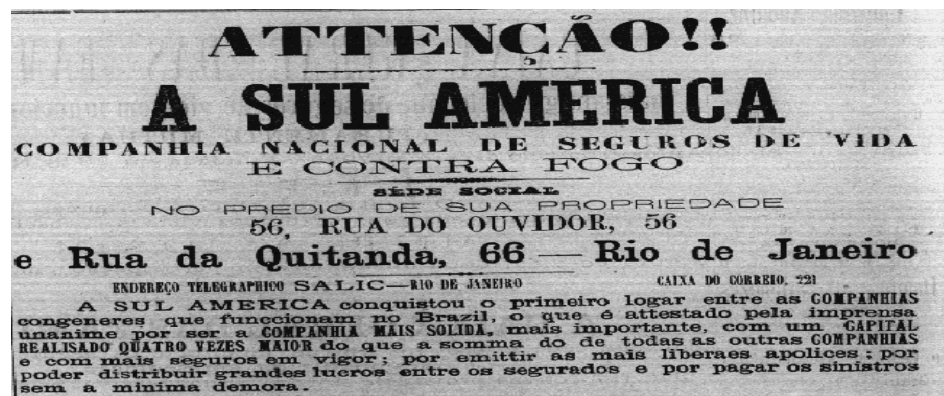 ATTENÇÃO!!
A SUL AMERICA
COMPANHIA NACIONAL DE SEGUROS DE VIDA
E CONTRA FOGO
SÉDE SOCIAL
NO PREDIO DE SUA PROPRIEDADE
56, RUA DO OUVIDOR, 56
e Rua da Quitanda, 66 — Rio de Janeiro
ENDEREÇO TELEGRAPHICO SALIC—RIO DE JANEIRO CAIXA DO CORREIO, 221
A SUL AMERICA conquistou o primeiro logar entre as COMPANHIAS
congeneres que funccionam no Brazil, o que é attestado pela imprensa
unanime por ser a COMPANHIA MAIS SOLIDA, mais importante, com um CAPITAL
REALISADO QUATRO VEZES MAIOR do que a somma do de todas as outras COMPANHIAS
e com mais seguros em vigor; por emittir as mais liberaes apolices; por
poder distribuir grandes lucros entre os segurados e por pagar os sinistros
sem a minima demora.